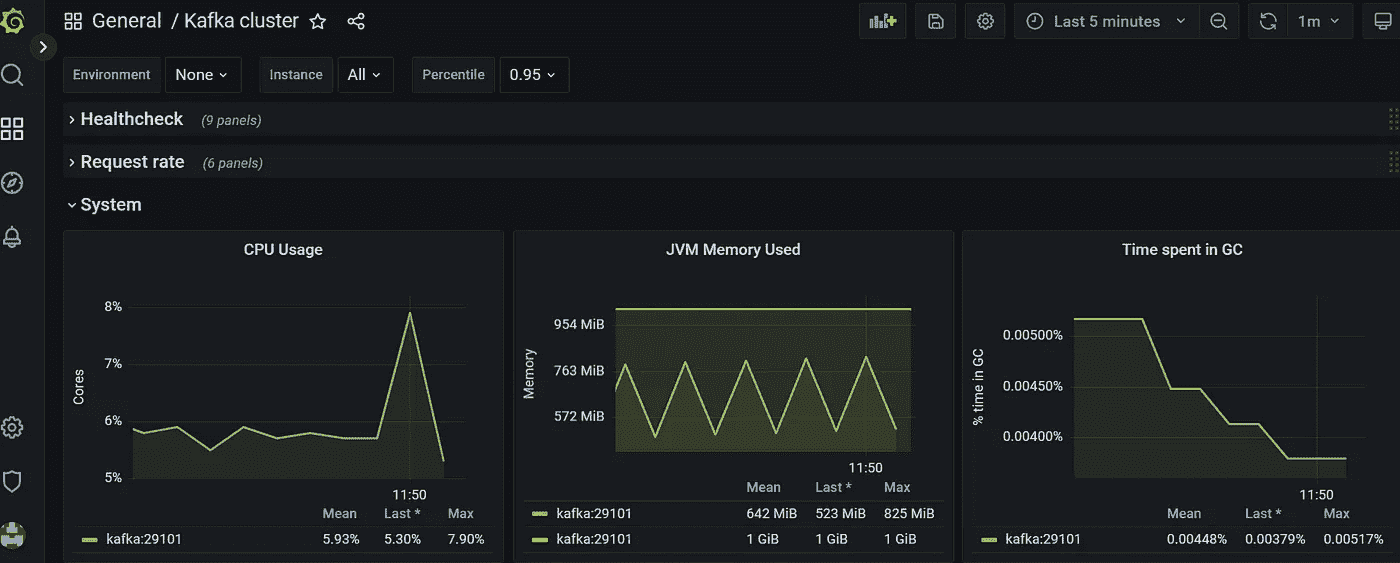 General / Kafka cluster
Last 5 minutes
1m
Environment None Instance All Percentile 0.95
Healthcheck (9 panels)
Request rate (6 panels)
System
CPU Usage
8%
7%
6%
5%
Cores
11:50
Mean Last * Max
kafka:29101 5.93% 5.30% 7.90%
JVM Memory Used
954 MiB
763 MiB
572 MiB
Memory
11:50
Mean Last * Max
kafka:29101 642 MiB 523 MiB 825 MiB
kafka:29101 1 GiB 1 GiB 1 GiB
Time spent in GC
0.00500%
0.00450%
0.00400%
% time in GC
11:50
Mean Last * Max
kafka:29101 0.00448% 0.00379% 0.00517%